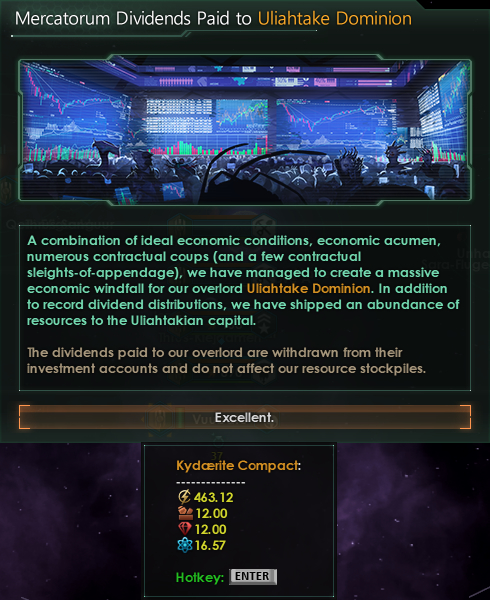 Mercatorum Dividends Paid to Uliahtake Dominion
A combination of ideal economic conditions, economic acumen,
numerous contractual coups (and a few contractual
sleights-of-appendage), we have managed to create a massive
economic windfall for our overlord Uliahtake Dominion. In addition
to record dividend distributions, we have shipped an abundance of
resources to the Uliahtakian capital.
The dividends paid to our overlord are withdrawn from their
investment accounts and do not affect our resource stockpiles.
Excellent.
37
Kydærite Compact:
--------------
463.12
12.00
12.00
16.57
Hotkey: ENTER